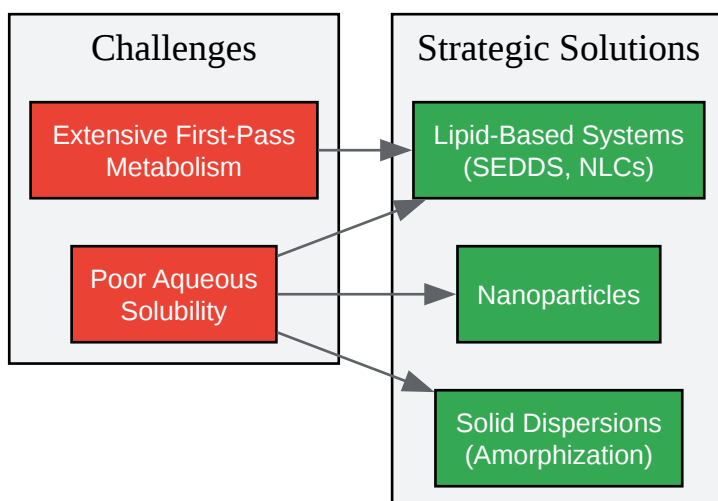 Challenges
Extensive First-Pass
Metabolism
Poor Aqueous
Solubility
Strategic Solutions
Lipid-Based Systems
(SEDDS, NLCs)
Nanoparticles
Solid Dispersions
(Amorphization)